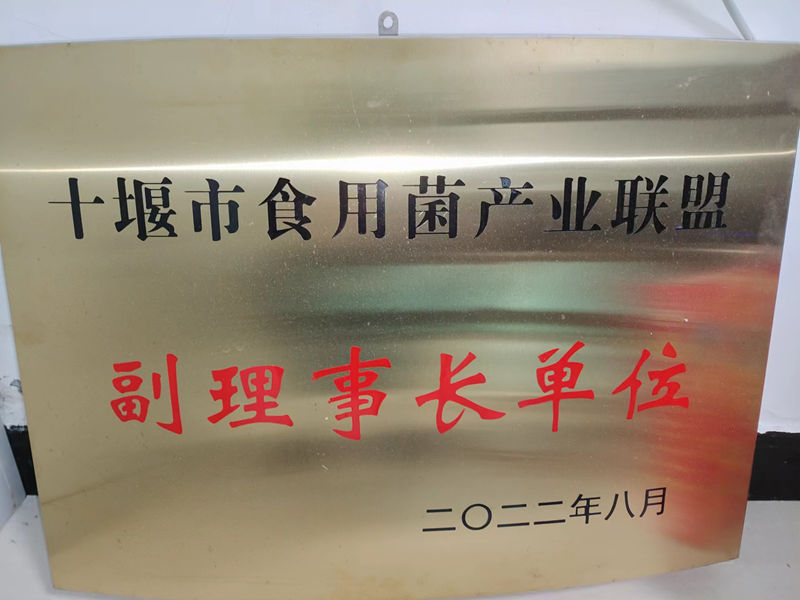 十堰市食用菌产业联盟
副理事长单位
二〇二二年八月